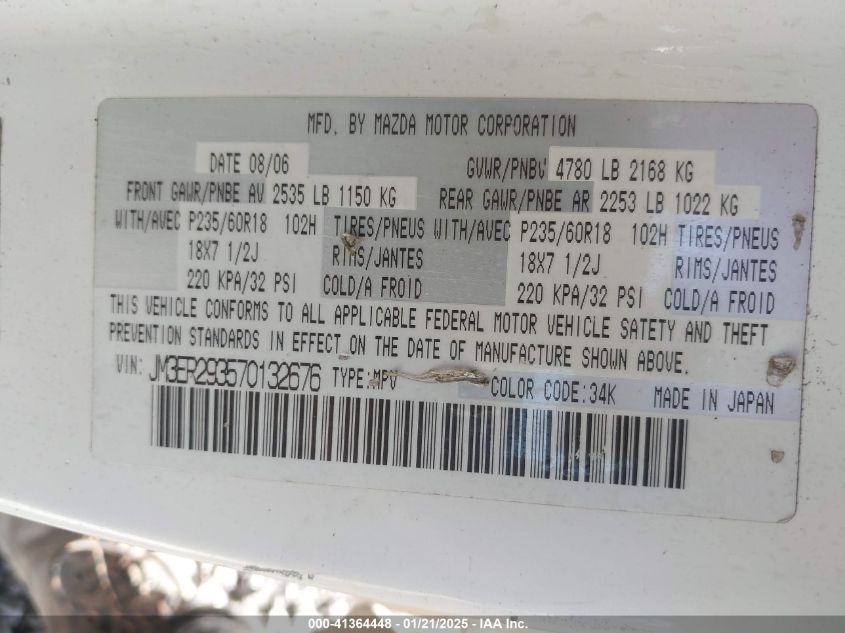 MFD. BY MAZDA MOTOR CORPORATION
DATE 08/06 GVWR/PNBV 4780 LB 2168 KG
FRONT GAWR/PNBE AV 2535 LB 1150 KG REAR GAWR/PNBE AR 2253 LB 1022 KG
WITH/AVEC P235/60R18 102H TIRES/PNEUS WITH/AVEC P235/60R18 102H TIRES/PNEUS
18X7 1/2J RIMS/JANTES 18X7 1/2J RIMS/JANTES
220 KPA/32 PSI COLD/A FROID 220 KPA/32 PSI COLD/A FROID
THIS VEHICLE CONFORMS TO ALL APPLICABLE FEDERAL MOTOR VEHICLE SAFETY AND THEFT
PREVENTION STANDARDS IN EFFECT ON THE DATE OF MANUFACTURE SHOWN ABOVE.
VIN: JM3ER293570132676 TYPE:MPV COLOR CODE:34K MADE IN JAPAN
000-41364448 - 01/21/2025 - IAA Inc.